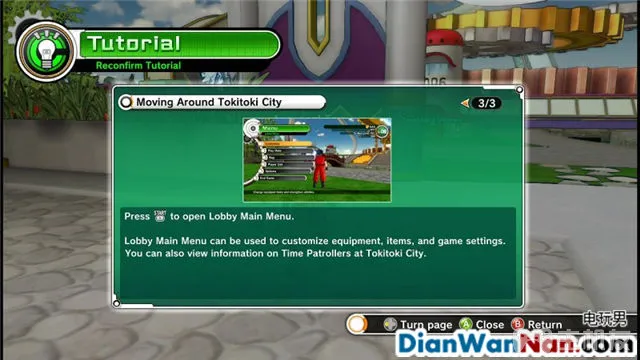 Tutorial
Reconfirm Tutorial
Moving Around Tokitoki City
3/3
Menu
Press START to open Lobby Main Menu.
Lobby Main Menu can be used to customize equipment, items, and game settings.
You can also view information on Time Patrollers at Tokitoki City.
Turn page A Close B Return
电玩男
DianWanNan.com